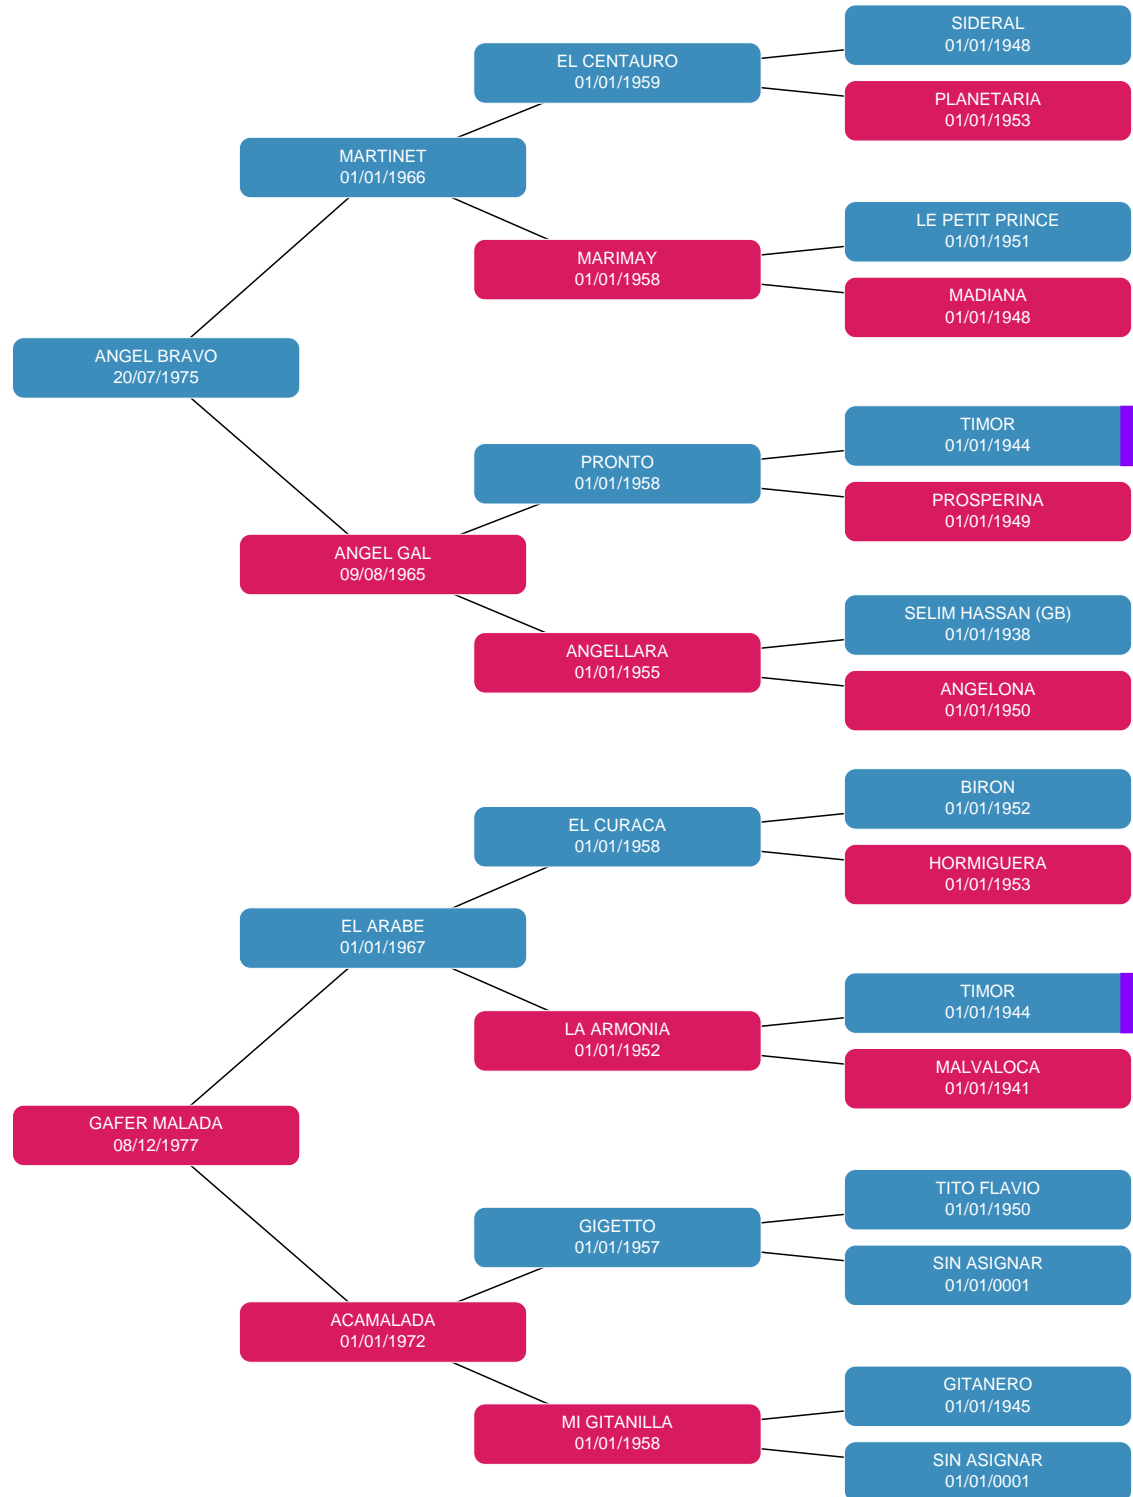 SIDERAL
01/01/1948
EL CENTAURO
01/01/1959
PLANETARIA
01/01/1953
MARTINET
01/01/1966
LE PETIT PRINCE
01/01/1951
MARIMAY
01/01/1958
MADIANA
01/01/1948
ANGEL BRAVO
20/07/1975
TIMOR
01/01/1944
PRONTO
01/01/1958
PROSPERINA
01/01/1949
ANGEL GAL
09/08/1965
SELIM HASSAN (GB)
01/01/1938
ANGELLARA
01/01/1955
ANGELONA
01/01/1950
BIRON
01/01/1952
EL CURACA
01/01/1958
HORMIGUERA
01/01/1953
EL ARABE
01/01/1967
TIMOR
01/01/1944
LA ARMONIA
01/01/1952
MALVALOCA
01/01/1941
GAFER MALADA
08/12/1977
TITO FLAVIO
01/01/1950
GIGETTO
01/01/1957
SIN ASIGNAR
01/01/0001
ACAMALADA
01/01/1972
GITANERO
01/01/1945
MI GITANILLA
01/01/1958
SIN ASIGNAR
01/01/0001